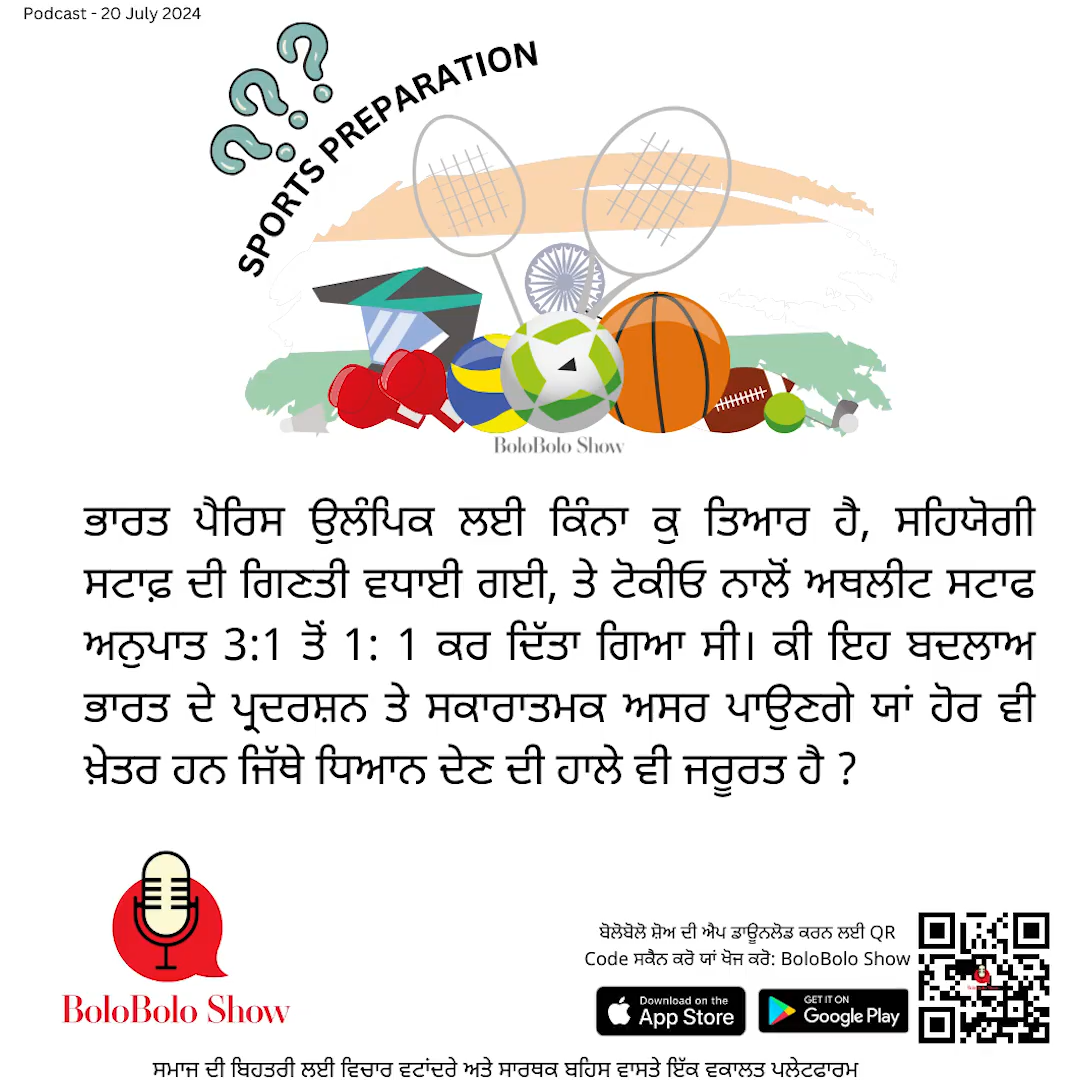 Podcast - 20 July 2024
???
SPORTS PREPARATION
BoloBolo Show
ਭਾਰਤ ਪੈਰਿਸ ਉਲੰਪਿਕ ਲਈ ਕਿੰਨਾ ਕੁ ਤਿਆਰ ਹੈ, ਸਹਿਯੋਗੀ
ਸਟਾਫ਼ ਦੀ ਗਿਣਤੀ ਵਧਾਈ ਗਈ, ਤੇ ਟੋਕੀਓ ਨਾਲੋਂ ਅਥਲੀਟ ਸਟਾਫ
ਅਨੁਪਾਤ 3:1 ਤੋਂ 1: 1 ਕਰ ਦਿੱਤਾ ਗਿਆ ਸੀ। ਕੀ ਇਹ ਬਦਲਾਅ
ਭਾਰਤ ਦੇ ਪ੍ਰਦਰਸ਼ਨ ਤੇ ਸਕਾਰਾਤਮਕ ਅਸਰ ਪਾਉਣਗੇ ਯਾਂ ਹੋਰ ਵੀ
ਖ਼ੇਤਰ ਹਨ ਜਿੱਥੇ ਧਿਆਨ ਦੇਣ ਦੀ ਹਾਲੇ ਵੀ ਜਰੂਰਤ ਹੈ ?
BoloBolo Show
ਬੋਲੋਬੋਲੋ ਸ਼ੋਅ ਦੀ ਐਪ ਡਾਊਨਲੋਡ ਕਰਨ ਲਈ QR
Code ਸਕੈਨ ਕਰੋ ਯਾਂ ਖੋਜ ਕਰੋ: BoloBolo Show
Download on the
App Store
GET IT ON
Google Play
ਸਮਾਜ ਦੀ ਬਿਹਤਰੀ ਲਈ ਵਿਚਾਰ ਵਟਾਂਦਰੇ ਅਤੇ ਸਾਰਥਕ ਬਹਿਸ ਵਾਸਤੇ ਇੱਕ ਵਕਾਲਤ ਪਲੇਟਫਾਰਮ